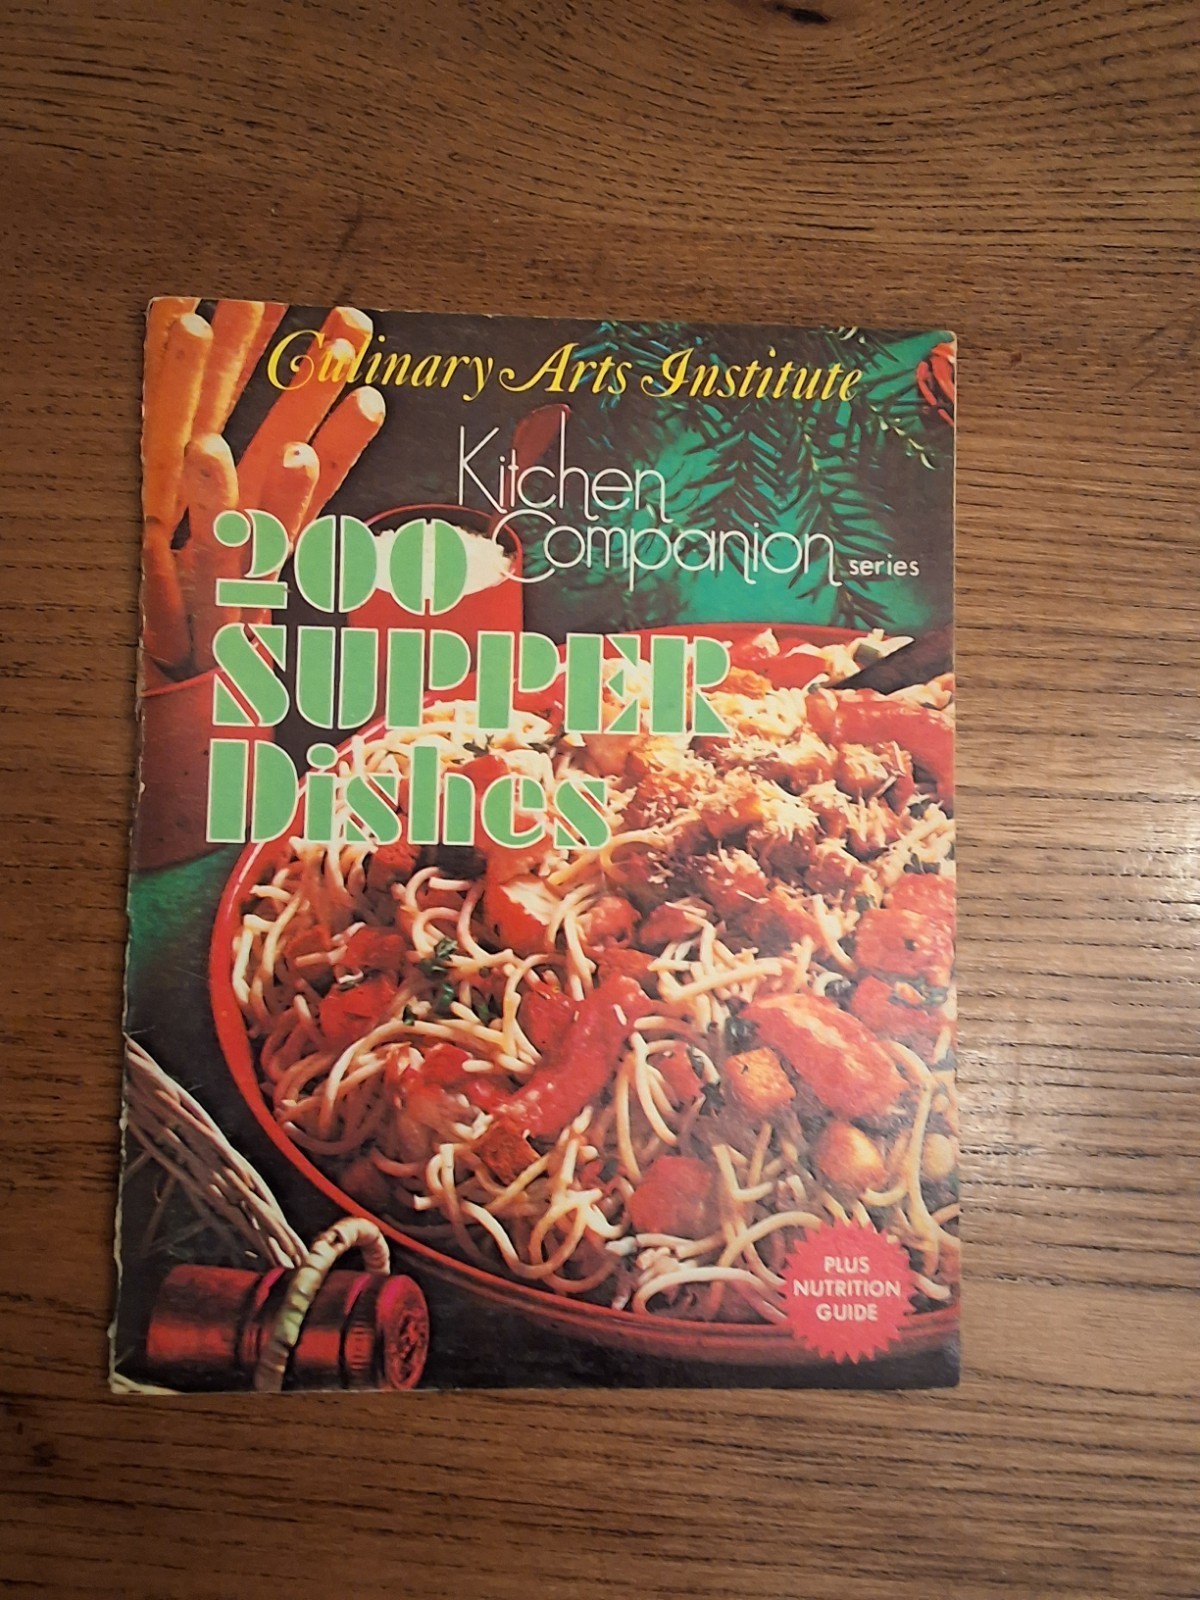 Culinary Arts Institute
Kitchen
Companion series
200
SUPPER
Dishes
PLUS
NUTRITION
GUIDE